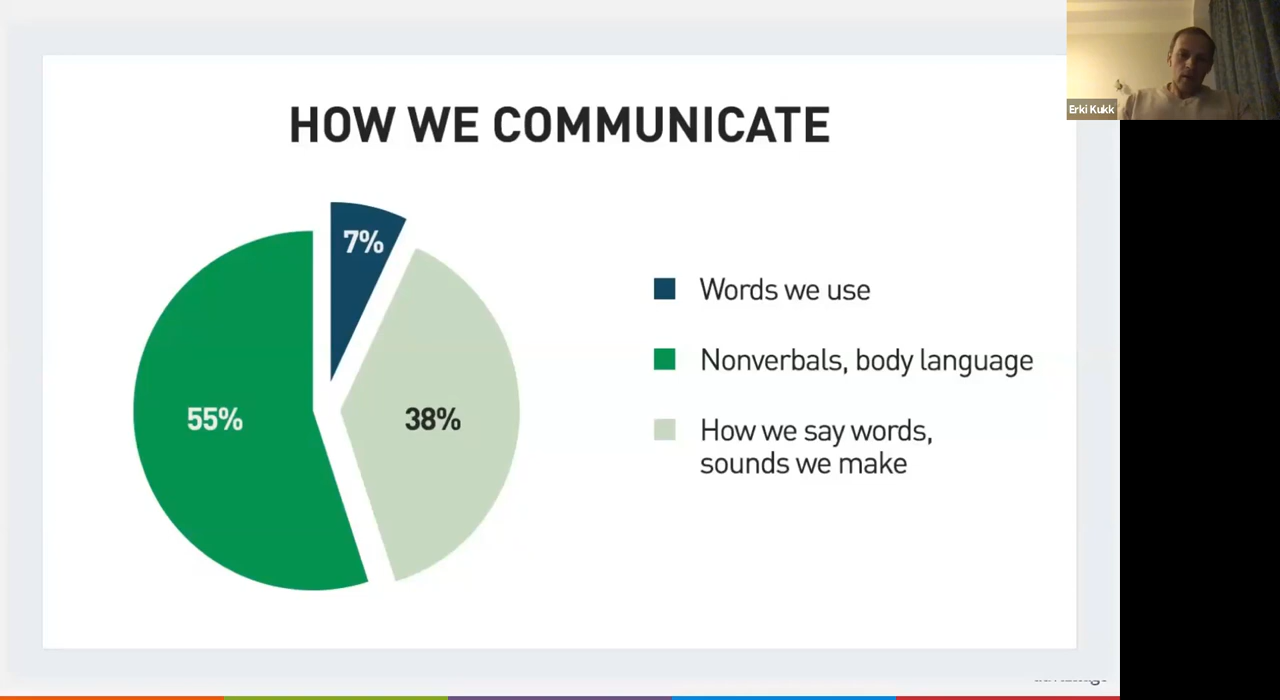 Erki Kukk
HOW WE COMMUNICATE
7%
55%
38%
Words we use
Nonverbals, body language
How we say words,
sounds we make